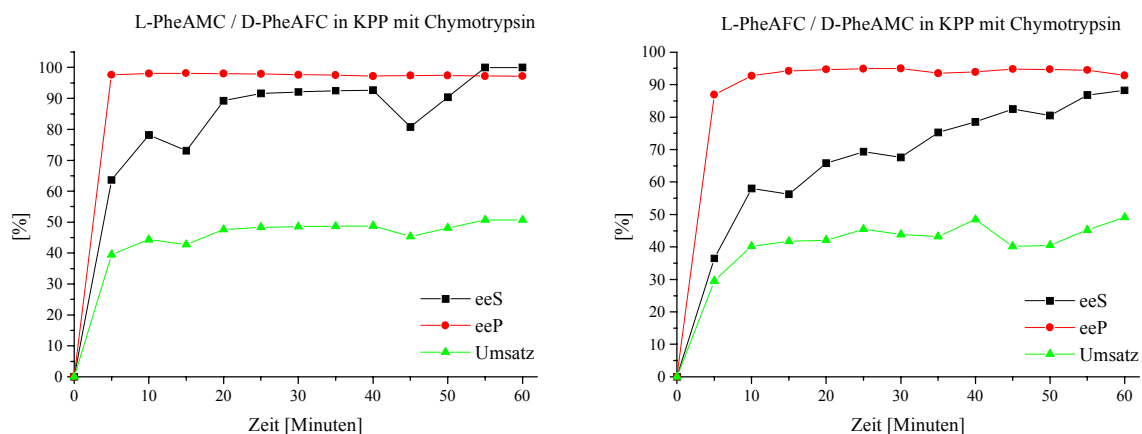 L-PheAMC / D-PheAFC in KPP mit Chymotrypsin
100
90
80
70
60
50
40
30
20
10
0
[%]
eeS
eeP
Umsatz
0 10 20 30 40 50 60
Zeit [Minuten]
L-PheAFC / D-PheAMC in KPP mit Chymotrypsin
100
90
80
70
60
50
40
30
20
10
0
[%]
eeS
eeP
Umsatz
0 10 20 30 40 50 60
Zeit [Minuten]